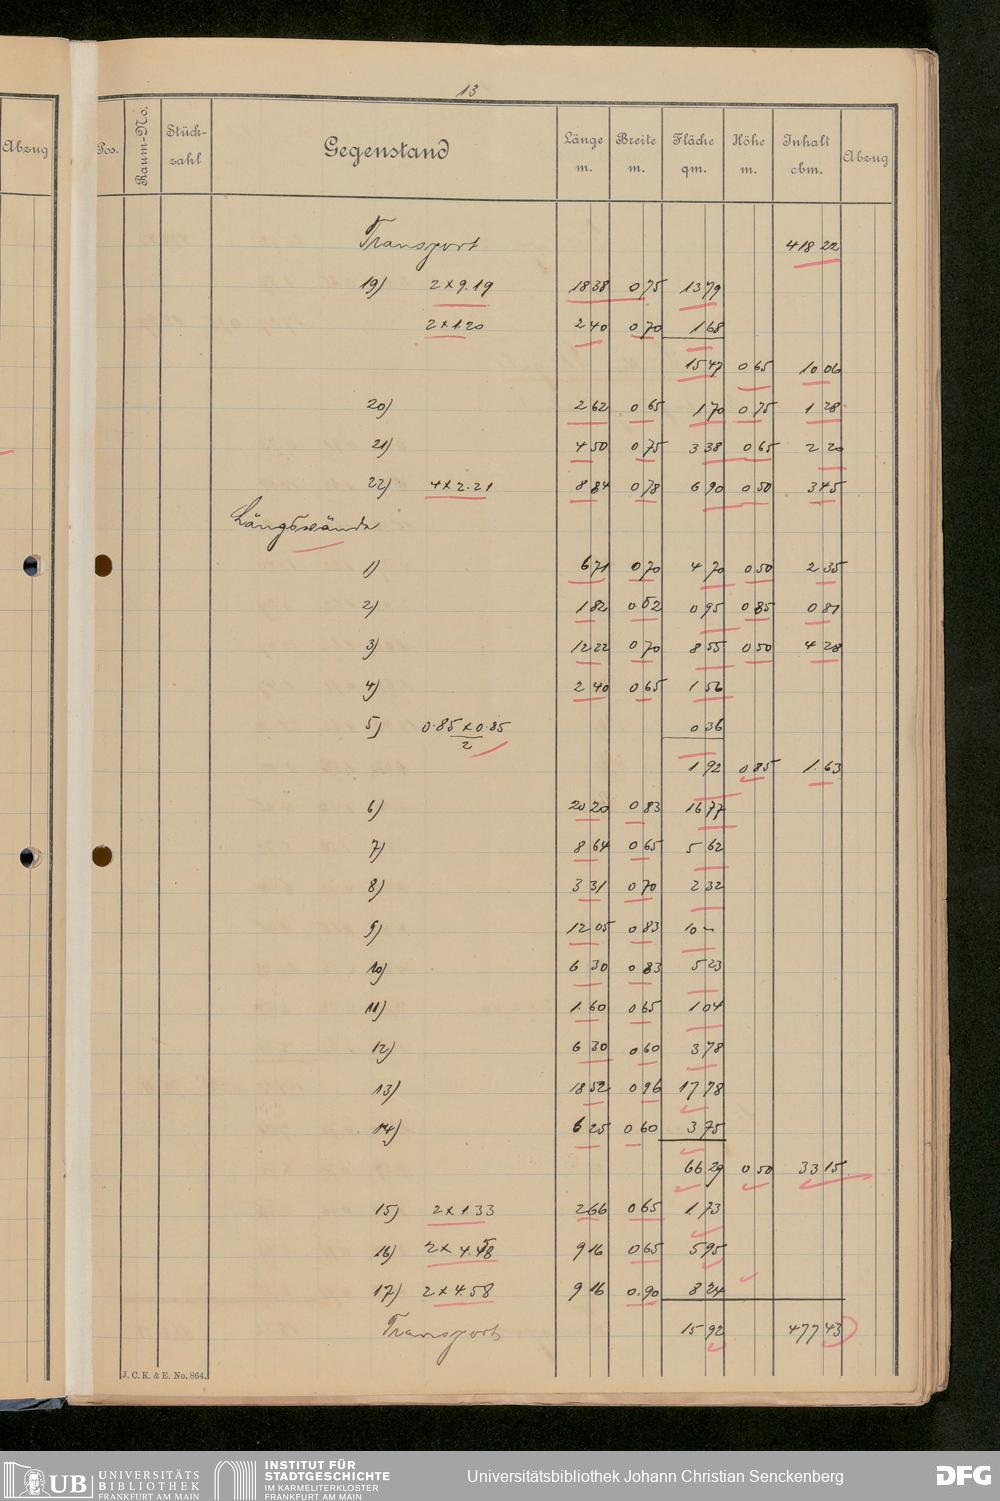 13
Abzug
Pos. Raum-No. Stück-zahl Gegenstand Länge m. Breite m. Fläche qm. Höhe m. Inhalt cbm. Abzug
Transport 418 22
19) 2 x 9.19 18 38 0 75 13 79
2 x 1.20 2 40 0 70 1 68
15 47 0 65 10 06
20) 2 62 0 65 1 70 0 75 1 28
21) 4 50 0 75 3 38 0 65 2 20
22) 4 x 2.21 8 84 0 78 6 90 0 50 3 45
Längswände
1) 6 71 0 70 4 70 0 50 2 35
2) 1 82 0 52 0 95 0 85 0 81
3) 12 22 0 70 8 55 0 50 4 28
4) 2 40 0 65 1 56
5) 0.85 x 0.85 / 2 0 36
1 92 0 85 1.63
6) 20 20 0 83 16 77
7) 8 64 0 65 5 62
8) 3 31 0 70 2 32
9) 12 05 0 83 10 –
10) 6 30 0 83 5 23
11) 1.60 0 65 1 04
12) 6 30 0 60 3 78
13) 18 52 0 96 17 78
14) 6 25 0 60 3 75
66 29 0 50 33 15
15) 2 x 1.33 2 66 0 65 1 73
16) 2 x 4.58 9 16 0 65 5 95
17) 2 x 4.58 9 16 0.90 8 24
Transport 15 92 477 43
J. C. K. & E. No. 864.
UB UNIVERSITÄTS BIBLIOTHEK FRANKFURT AM MAIN
INSTITUT FÜR STADTGESCHICHTE IM KARMELITERKLOSTER FRANKFURT AM MAIN
Universitätsbibliothek Johann Christian Senckenberg
DFG